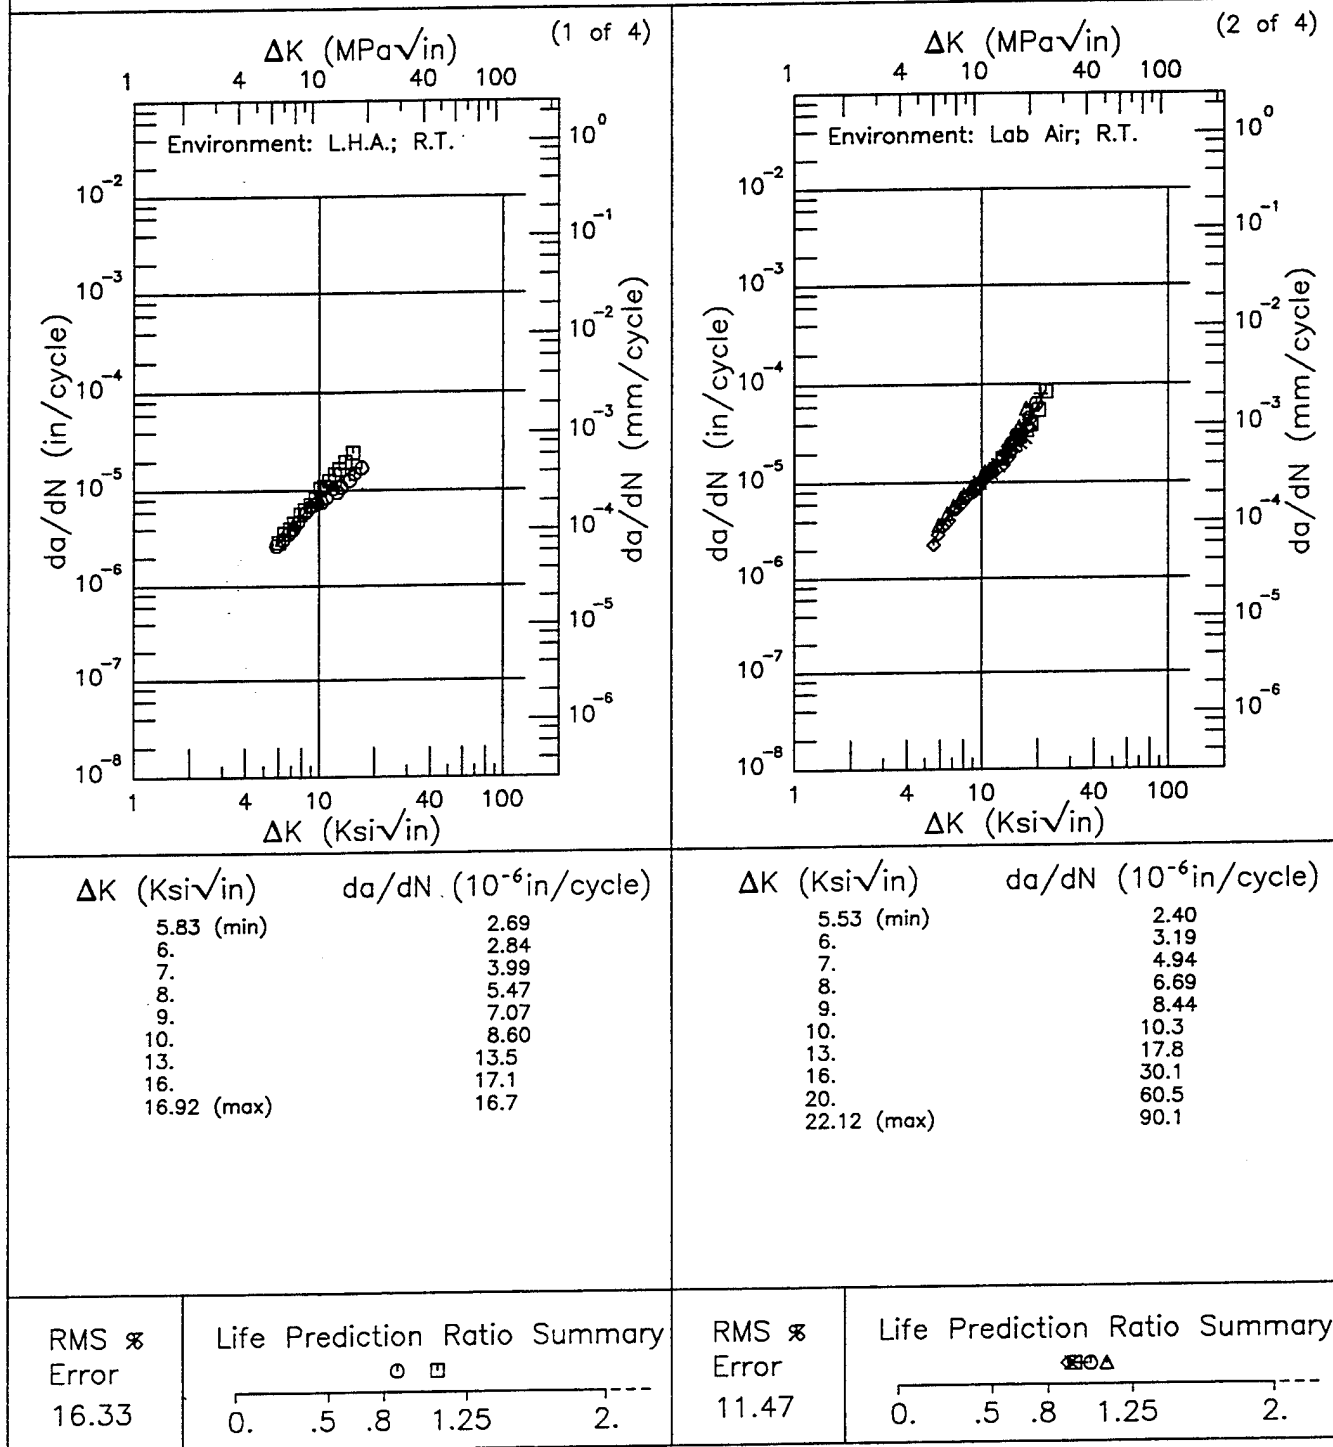 (1 of 4)
ΔK (MPa√in)
1 4 10 40 100
Environment: L.H.A.; R.T.
da/dN (in/cycle)
10⁻²
10⁻³
10⁻⁴
10⁻⁵
10⁻⁶
10⁻⁷
10⁻⁸
da/dN (mm/cycle)
10⁰
10⁻¹
10⁻²
10⁻³
10⁻⁴
10⁻⁵
10⁻⁶
1 4 10 40 100
ΔK (Ksi√in)
ΔK (Ksi√in) da/dN (10⁻⁶in/cycle)
5.83 (min) 2.69
6. 2.84
7. 3.99
8. 5.47
9. 7.07
10. 8.60
13. 13.5
16. 17.1
16.92 (max) 16.7
RMS %
Error
16.33
Life Prediction Ratio Summary
0. .5 .8 1.25 2.
(2 of 4)
ΔK (MPa√in)
1 4 10 40 100
Environment: Lab Air; R.T.
da/dN (in/cycle)
10⁻²
10⁻³
10⁻⁴
10⁻⁵
10⁻⁶
10⁻⁷
10⁻⁸
da/dN (mm/cycle)
10⁰
10⁻¹
10⁻²
10⁻³
10⁻⁴
10⁻⁵
10⁻⁶
1 4 10 40 100
ΔK (Ksi√in)
ΔK (Ksi√in) da/dN (10⁻⁶in/cycle)
5.53 (min) 2.40
6. 3.19
7. 4.94
8. 6.69
9. 8.44
10. 10.3
13. 17.8
16. 30.1
20. 60.5
22.12 (max) 90.1
RMS %
Error
11.47
Life Prediction Ratio Summary
0. .5 .8 1.25 2.